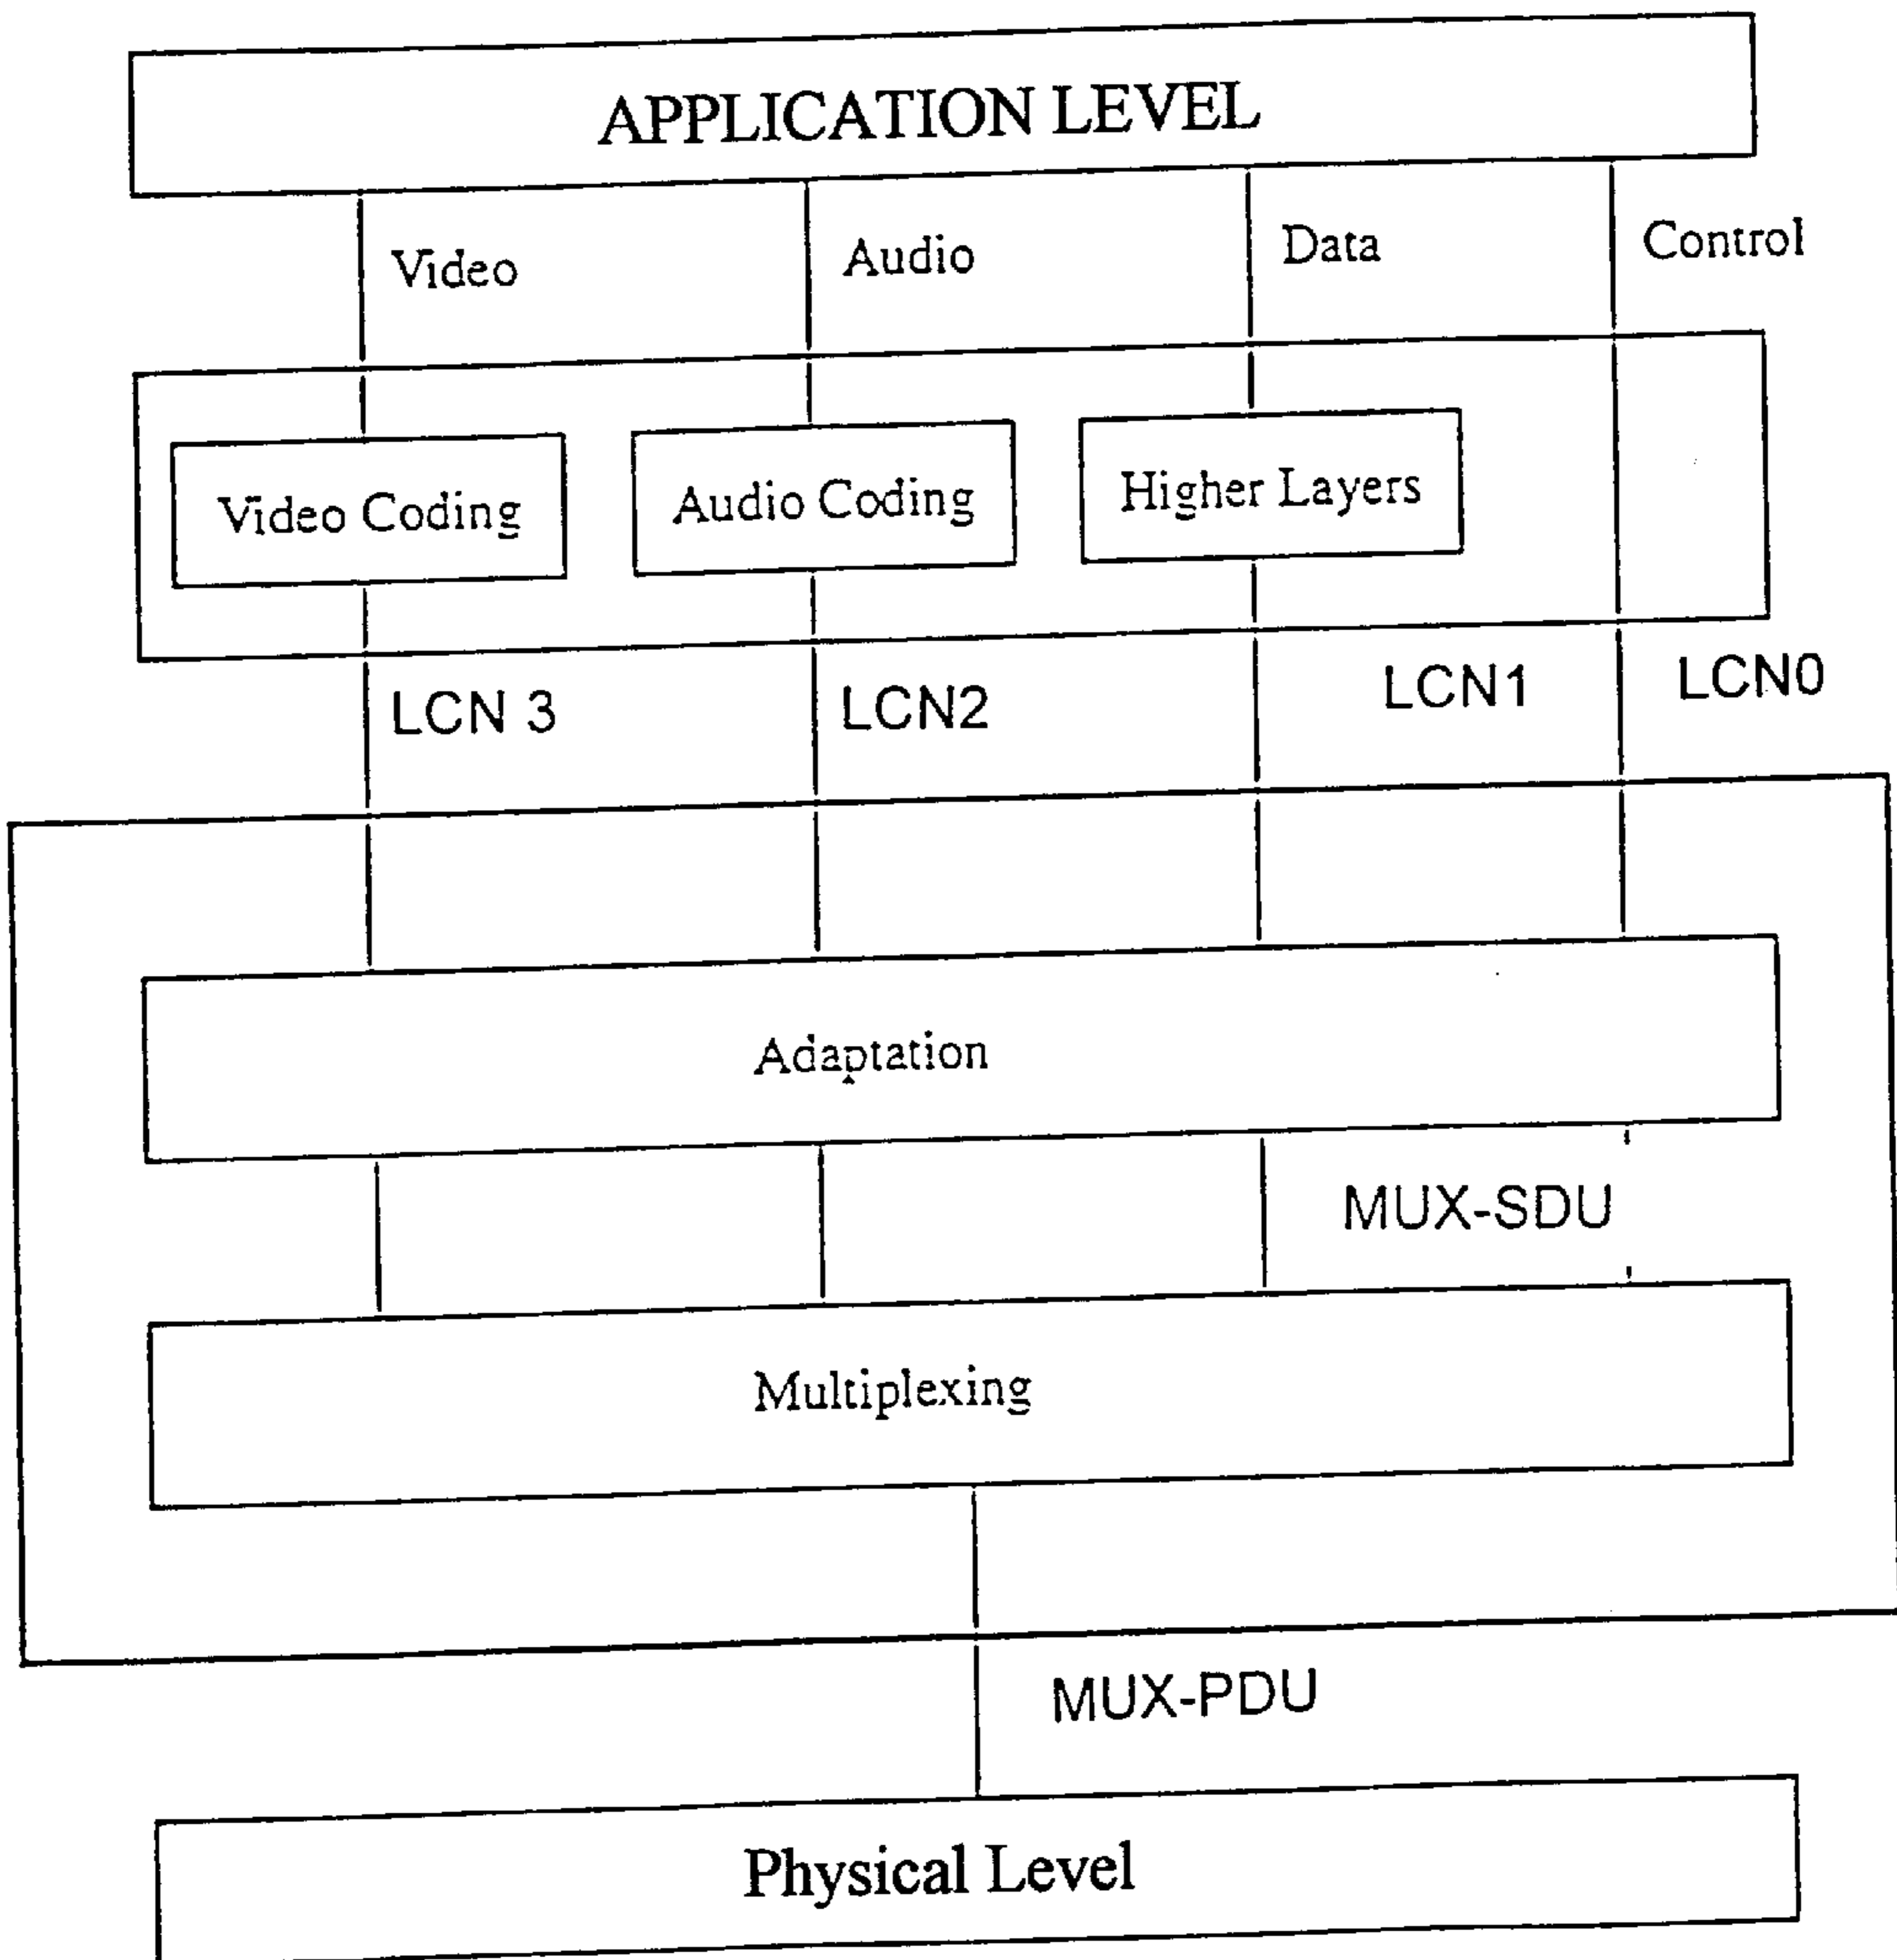 APPLICATION LEVEL
Video
Audio
Data
Control
Video Coding
Audio Coding
Higher Layers
LCN 3
LCN2
LCN1
LCN0
Adaptation
MUX-SDU
Multiplexing
MUX-PDU
Physical Level